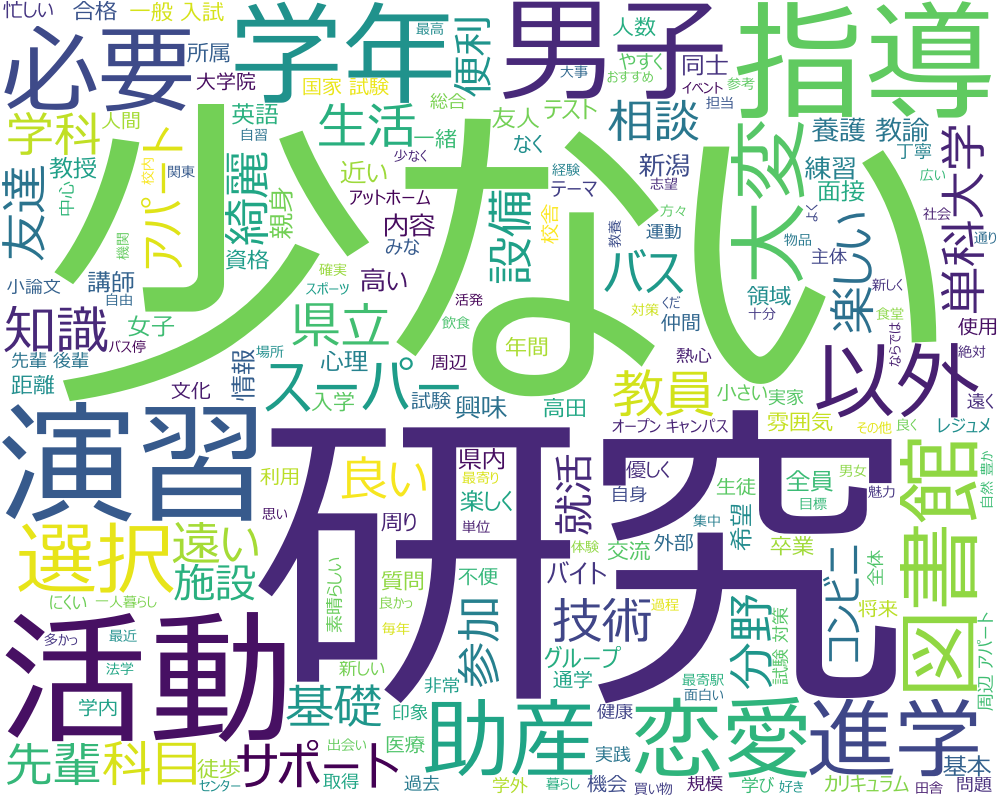 忙しい
合格
一般 入試
必要
所属
学年
最高
便利
男子
人数
やすく
おすすめ
大事
同士
イベント
担当
参考
指導
大学院
国家 試験
学科
人間
英語
自習
生活
総合
一緒
友人
テスト
なく
相談
養護
教諭
丁寧
友達
教授
校内
関東
アパート
中心
機関
綺麗
親身
資格
近い
少なく
アットホーム
内容
みな
設備
経験
テーマ
校舎
教養
新潟
志望
方々
運動
大変
練習
面接
よく
物品
主体
広い
社会
通り
単科大学
少ない
小論文
講師
自由
確実
スポーツ
高い
活発
飲食
バス
対策
くだ
仲間
領域
十分
楽しい
新しく
食堂
ならでは
使用
絶対
知識
バス停
女子
県立
年間
先輩 後輩
距離
情報
場所
心理
周辺
熱心
以外
遠く
文化
スーパー
入学
試験
興味
高田
教員
小さい
実家
演習
オープン キャンパス
雰囲気
その他
良く
レジュメ
研究
利用
良い
県内
最寄り
就活
優しく
自身
生徒
全員
目標
男女
魅力
図書館
自然 豊か
選択
遠い
思い
周り
楽しく
単位
集中
希望
施設
質問
不便
体験
交流
外部
卒業
バイト
コンビニ
全体
にくい
一人暮らし
素晴らしい
良かっ
毎年
参加
技術
過程
分野
試験 対策
将来
活動
多かっ
最近
法学
学内
新しい
非常
グループ
通学
最寄駅
面白い
周辺 アパート
基礎
印象
助産
健康
恋愛
進学
先輩
科目
徒歩
センター
サポート
出会い
取得
医療
過去
学外
実践
暮らし
機会
買い物
規模
学び
好き
カリキュラム
基本
田舎
問題